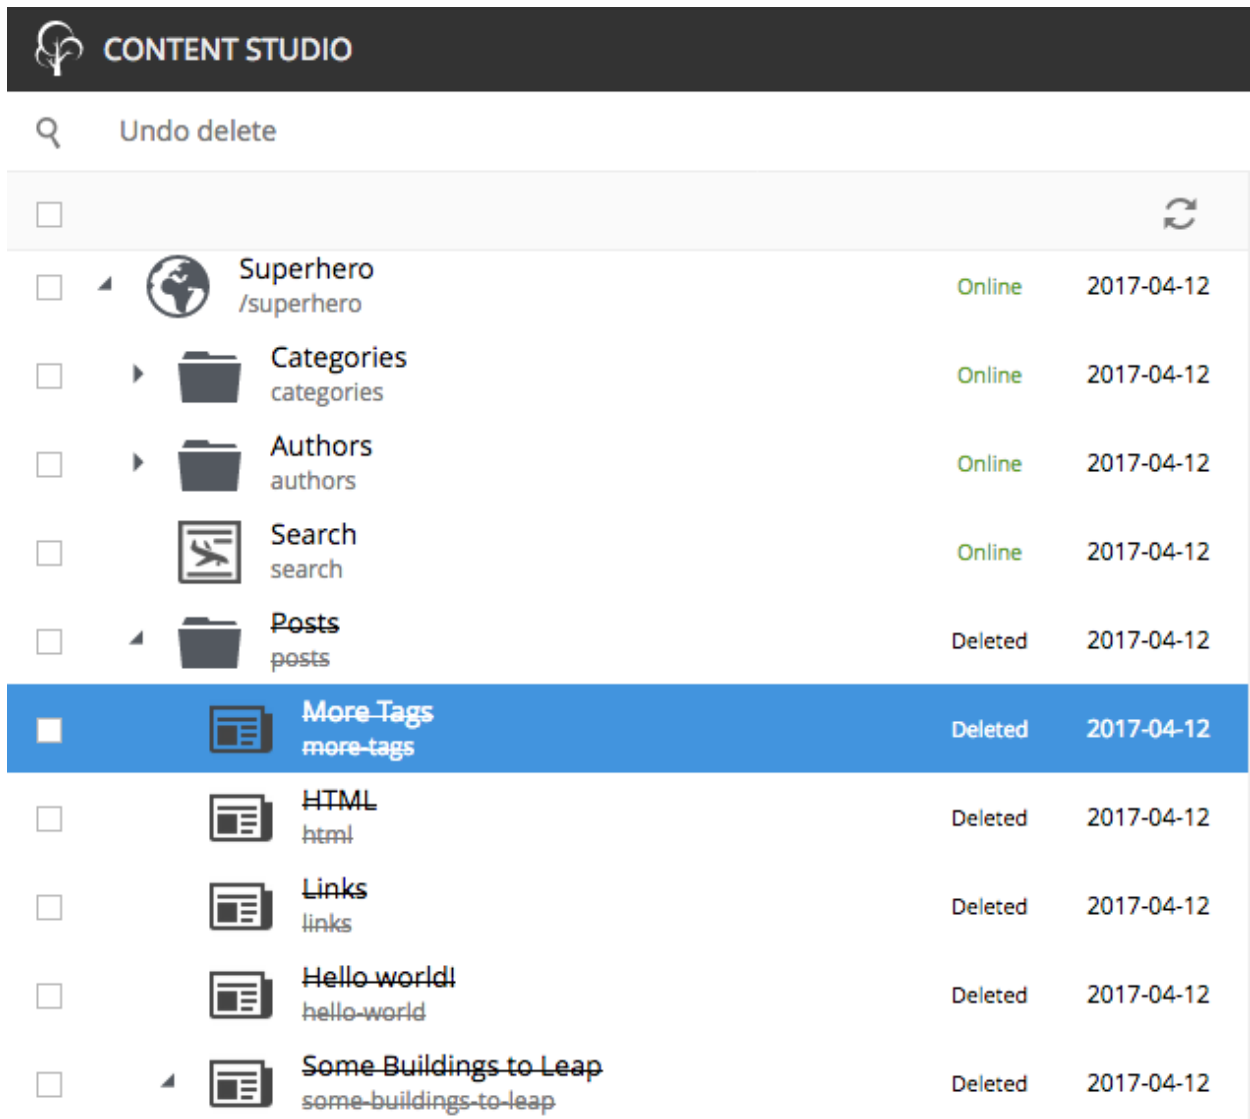 CONTENT STUDIO
Undo delete
Superhero
/superhero
Online 2017-04-12
Categories
categories
Online 2017-04-12
Authors
authors
Online 2017-04-12
Search
search
Online 2017-04-12
Posts
posts
Deleted 2017-04-12
More Tags
more-tags
Deleted 2017-04-12
HTML
html
Deleted 2017-04-12
Links
links
Deleted 2017-04-12
Hello world!
hello-world
Deleted 2017-04-12
Some Buildings to Leap
some-buildings-to-leap
Deleted 2017-04-12